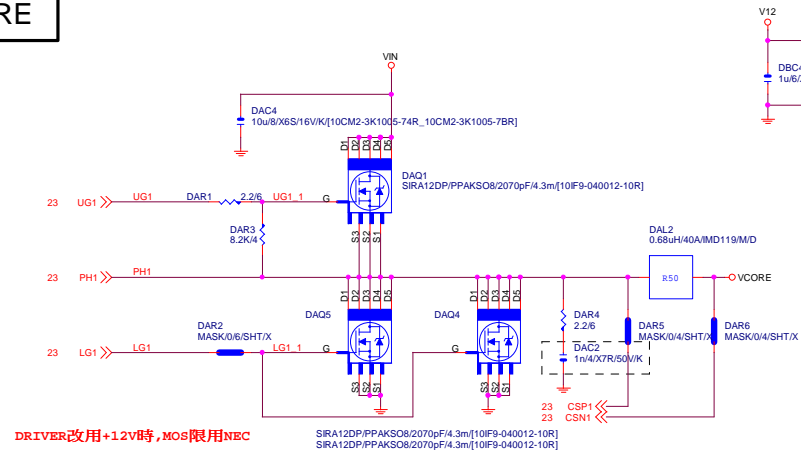 RE
V12
VIN
DBC4
1u/6/
DAC4
10u/8/X6S/16V/K/[10CM2-3K1005-74R_10CM2-3K1005-7BR]
D1 D2 D3 D4 D5
DAQ1
SIRA12DP/PPAKSO8/2070pF/4.3m/[10IF9-040012-10R]
23 UG1 UG1 DAR1 2.2/6 UG1_1 G
DAR3
8.2K/4
S3 S2 S1
DAL2
0.68uH/40A/IMD119/M/D
23 PH1 PH1
R50
VCORE
D1 D2 D3 D4 D5
D1 D2 D3 D4 D5
DAQ5
DAQ4
DAR4
2.2/6
DAR2
MASK/0/6/SHT/X
DAR5
MASK/0/4/SHT/X
DAR6
MASK/0/4/SHT/X
23 LG1 LG1 LG1_1 G
G
DAC2
1n/4/X7R/50V/K
S3 S2 S1
S3 S2 S1
23 CSP1
23 CSN1
DRIVER改用+12V時,MOS限用NEC
SIRA12DP/PPAKSO8/2070pF/4.3m/[10IF9-040012-10R]
SIRA12DP/PPAKSO8/2070pF/4.3m/[10IF9-040012-10R]